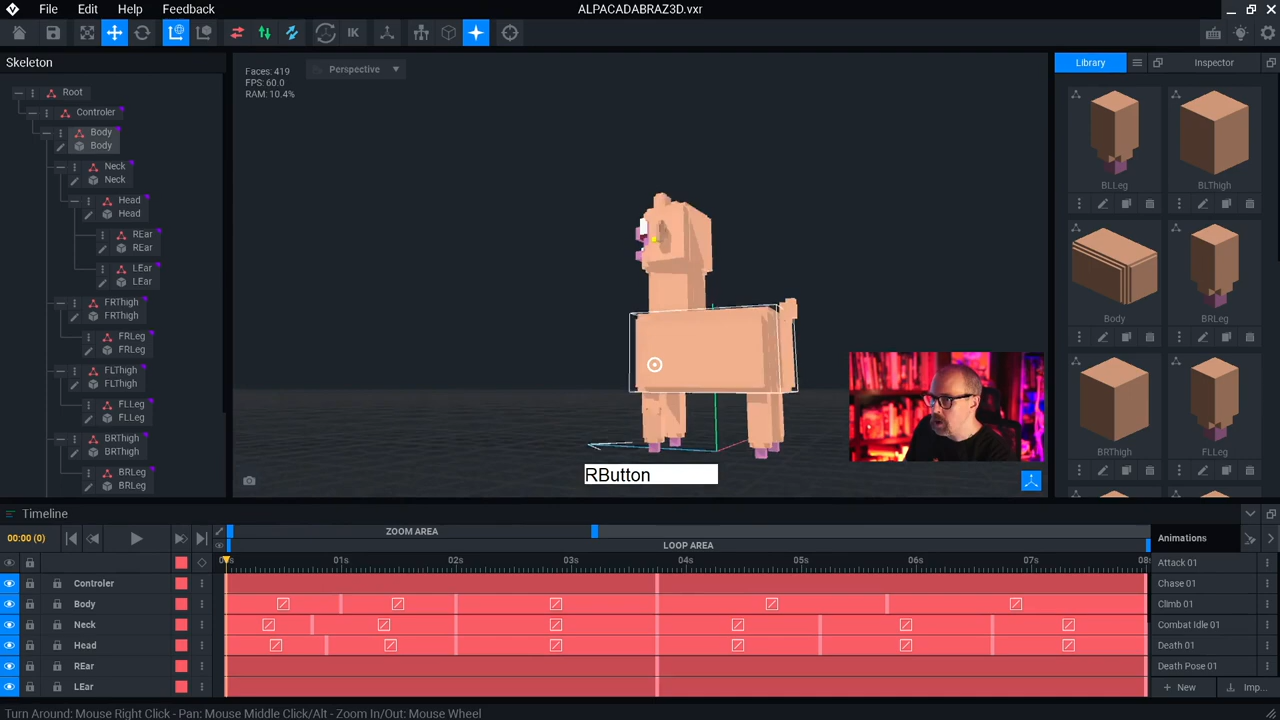 File Edit Help Feedback
ALPACADABRAZ3D.vxr
IK
Skeleton
Root
Controler
Body
Body
Neck
Neck
Head
Head
REar
REar
LEar
LEar
FRThigh
FRThigh
FRLeg
FRLeg
FLThigh
FLThigh
FLLeg
FLLeg
BRThigh
BRThigh
BRLeg
BRLeg
Faces: 419
FPS: 60.0
RAM: 10.4%
Perspective
RButton
Library
Inspector
BLLeg
BLThigh
Body
BRLeg
BRThigh
FLLeg
Timeline
00:00 (0)
ZOOM AREA
LOOP AREA
01s 02s 03s 04s 05s 06s 07s
Controler
Body
Neck
Head
REar
LEar
Animations
Attack 01
Chase 01
Climb 01
Combat Idle 01
Death 01
Death Pose 01
+ New
Imp...
Turn Around: Mouse Right Click - Pan: Mouse Middle Click/Alt - Zoom In/Out: Mouse Wheel